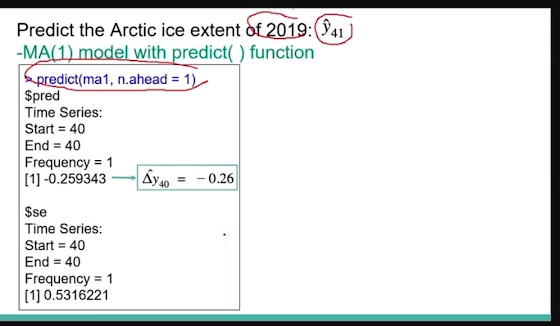 Predict the Arctic ice extent of 2019: ŷ₄₁
-MA(1) model with predict( ) function
> predict(ma1, n.ahead = 1)
$pred
Time Series:
Start = 40
End = 40
Frequency = 1
[1] -0.259343
Δ̂y₄₀ = − 0.26
$se
Time Series:
Start = 40
End = 40
Frequency = 1
[1] 0.5316221